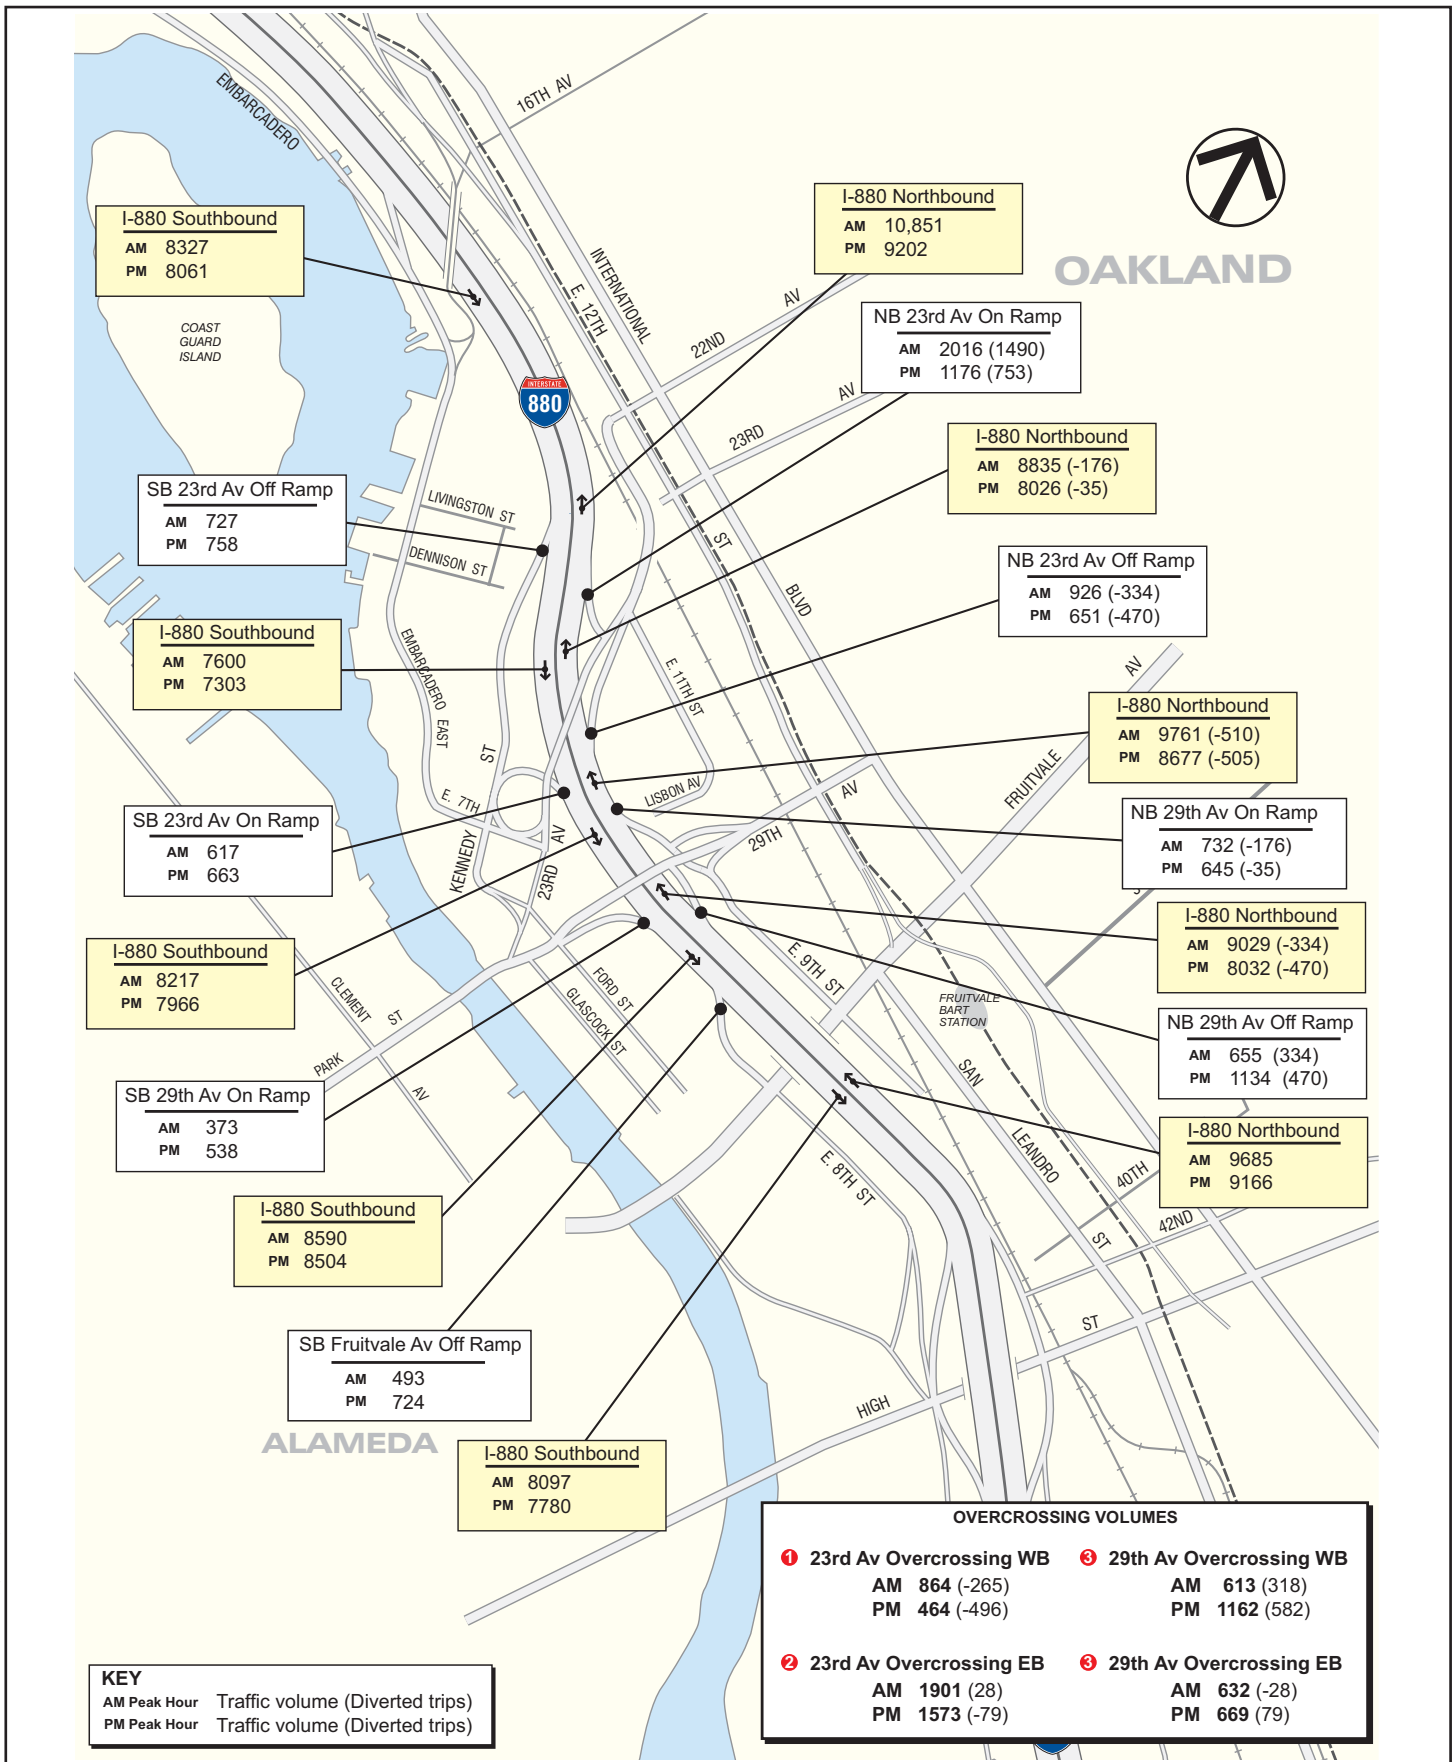 EMBARCADERO
16TH AV
I-880 Southbound
AM 8327
PM 8061
I-880 Northbound
AM 10,851
PM 9202
OAKLAND
COAST
GUARD
ISLAND
INTERNATIONAL
BLVD
E. 12TH
ST
22ND AV
NB 23rd Av On Ramp
AM 2016 (1490)
PM 1176 (753)
INTERSTATE
880
23RD AV
I-880 Northbound
AM 8835 (-176)
PM 8026 (-35)
SB 23rd Av Off Ramp
AM 727
PM 758
LIVINGSTON ST
DENNISON ST
NB 23rd Av Off Ramp
AM 926 (-334)
PM 651 (-470)
I-880 Southbound
AM 7600
PM 7303
EMBARCADERO EAST
E. 11TH ST
FRUITVALE AV
I-880 Northbound
AM 9761 (-510)
PM 8677 (-505)
KENNEDY ST
E. 7TH
LISBON AV
29TH AV
SB 23rd Av On Ramp
AM 617
PM 663
23RD AV
NB 29th Av On Ramp
AM 732 (-176)
PM 645 (-35)
I-880 Southbound
AM 8217
PM 7966
I-880 Northbound
AM 9029 (-334)
PM 8032 (-470)
CLEMENT AV
PARK ST
FORD ST
GLASCOCK ST
E. 9TH ST
FRUITVALE
BART
STATION
NB 29th Av Off Ramp
AM 655 (334)
PM 1134 (470)
SB 29th Av On Ramp
AM 373
PM 538
SAN LEANDRO ST
I-880 Northbound
AM 9685
PM 9166
E. 8TH ST
40TH
42ND
I-880 Southbound
AM 8590
PM 8504
SB Fruitvale Av Off Ramp
AM 493
PM 724
HIGH ST
ALAMEDA
I-880 Southbound
AM 8097
PM 7780
OVERCROSSING VOLUMES
1 23rd Av Overcrossing WB
AM 864 (-265)
PM 464 (-496)
3 29th Av Overcrossing WB
AM 613 (318)
PM 1162 (582)
2 23rd Av Overcrossing EB
AM 1901 (28)
PM 1573 (-79)
3 29th Av Overcrossing EB
AM 632 (-28)
PM 669 (79)
KEY
AM Peak Hour Traffic volume (Diverted trips)
PM Peak Hour Traffic volume (Diverted trips)